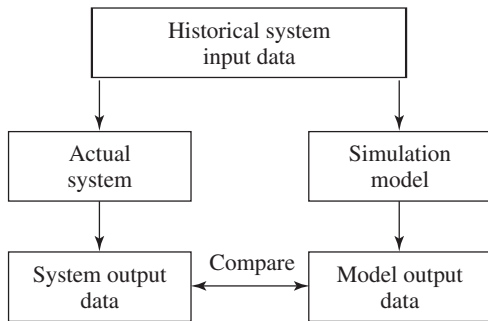 Historical system
input data
Actual
system
Simulation
model
System output
data
Compare
Model output
data